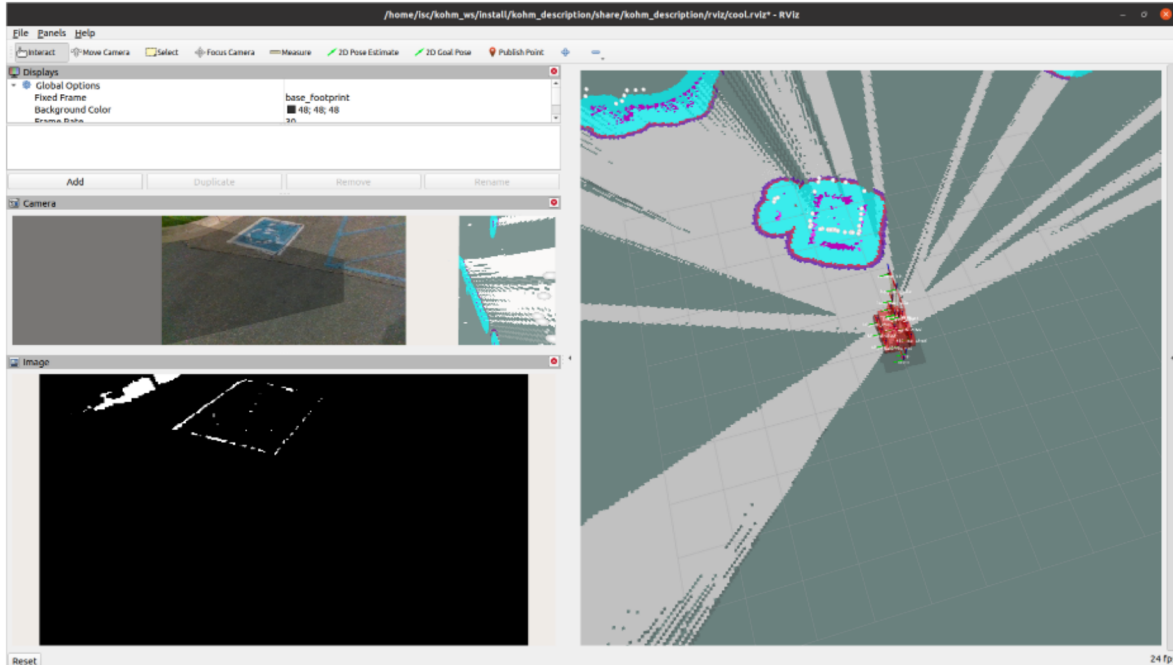 /home/isc/kohm_ws/install/kohm_description/share/kohm_description/rviz/cool.rviz* - RViz
File Panels Help
Interact Move Camera Select Focus Camera Measure 2D Pose Estimate 2D Goal Pose Publish Point
Displays
Global Options
Fixed Frame base_footprint
Background Color 48; 48; 48
Frame Rate 30
Add Duplicate Remove Rename
Camera
Image
Reset
24 fp